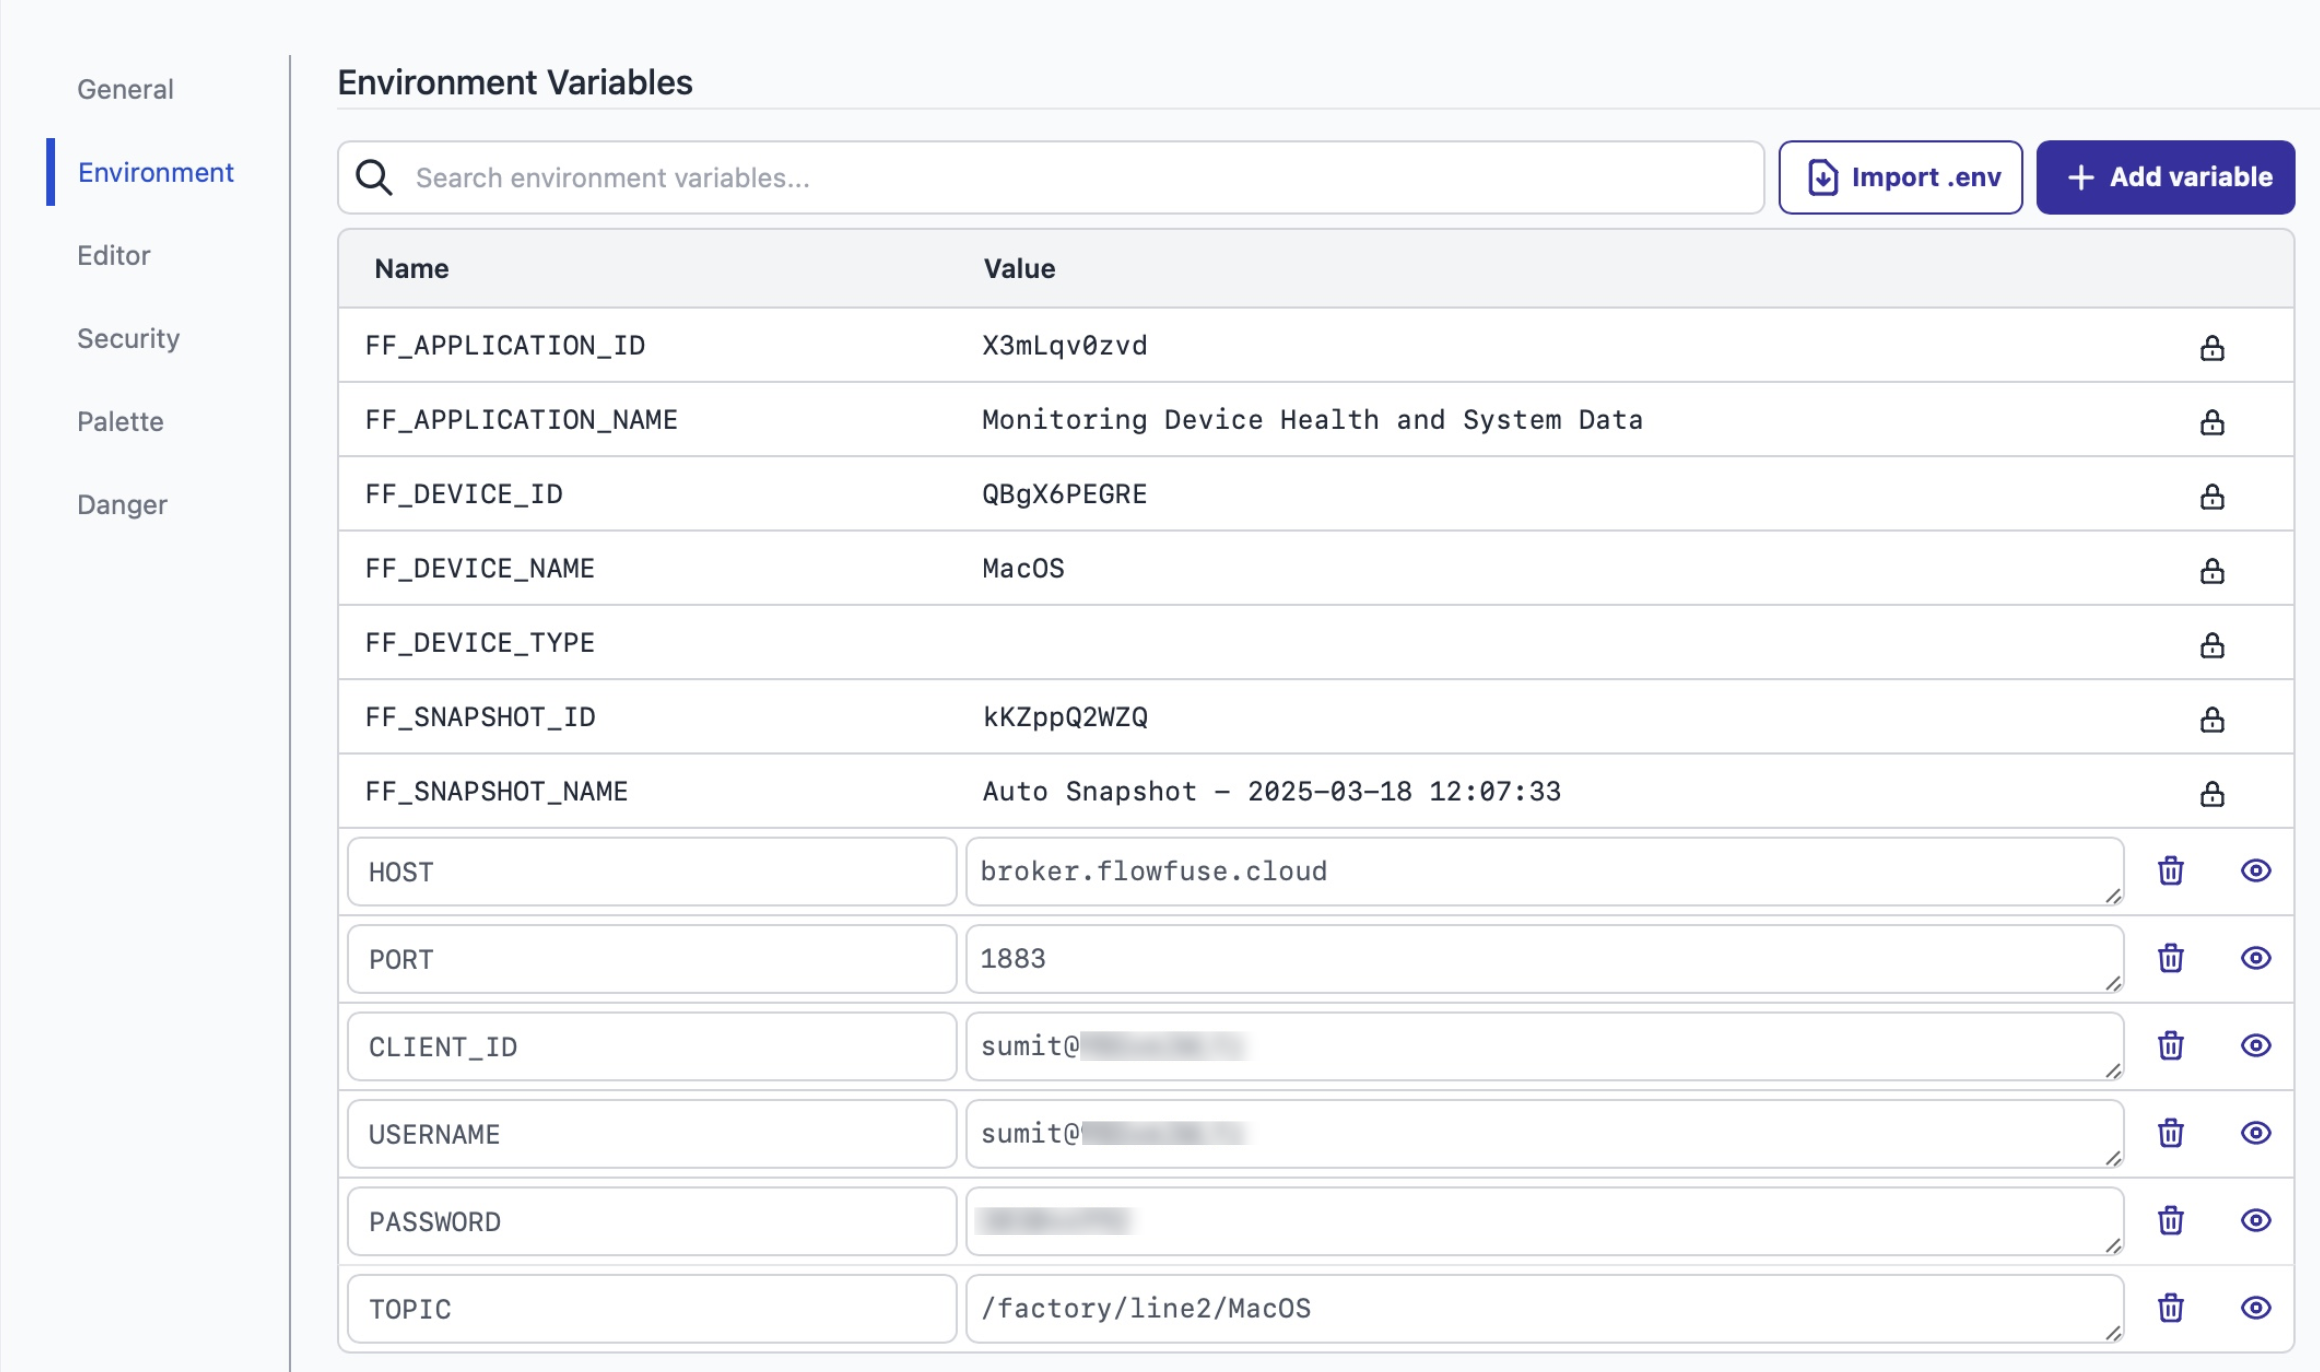 General
Environment
Editor
Security
Palette
Danger
Environment Variables
Search environment variables...
Import .env
Add variable
Name Value
FF_APPLICATION_ID X3mLqv0zvd
FF_APPLICATION_NAME Monitoring Device Health and System Data
FF_DEVICE_ID QBgX6PEGRE
FF_DEVICE_NAME MacOS
FF_DEVICE_TYPE
FF_SNAPSHOT_ID kKZppQ2WZQ
FF_SNAPSHOT_NAME Auto Snapshot - 2025-03-18 12:07:33
HOST broker.flowfuse.cloud
PORT 1883
CLIENT_ID sumit@
USERNAME sumit@
PASSWORD
TOPIC /factory/line2/MacOS